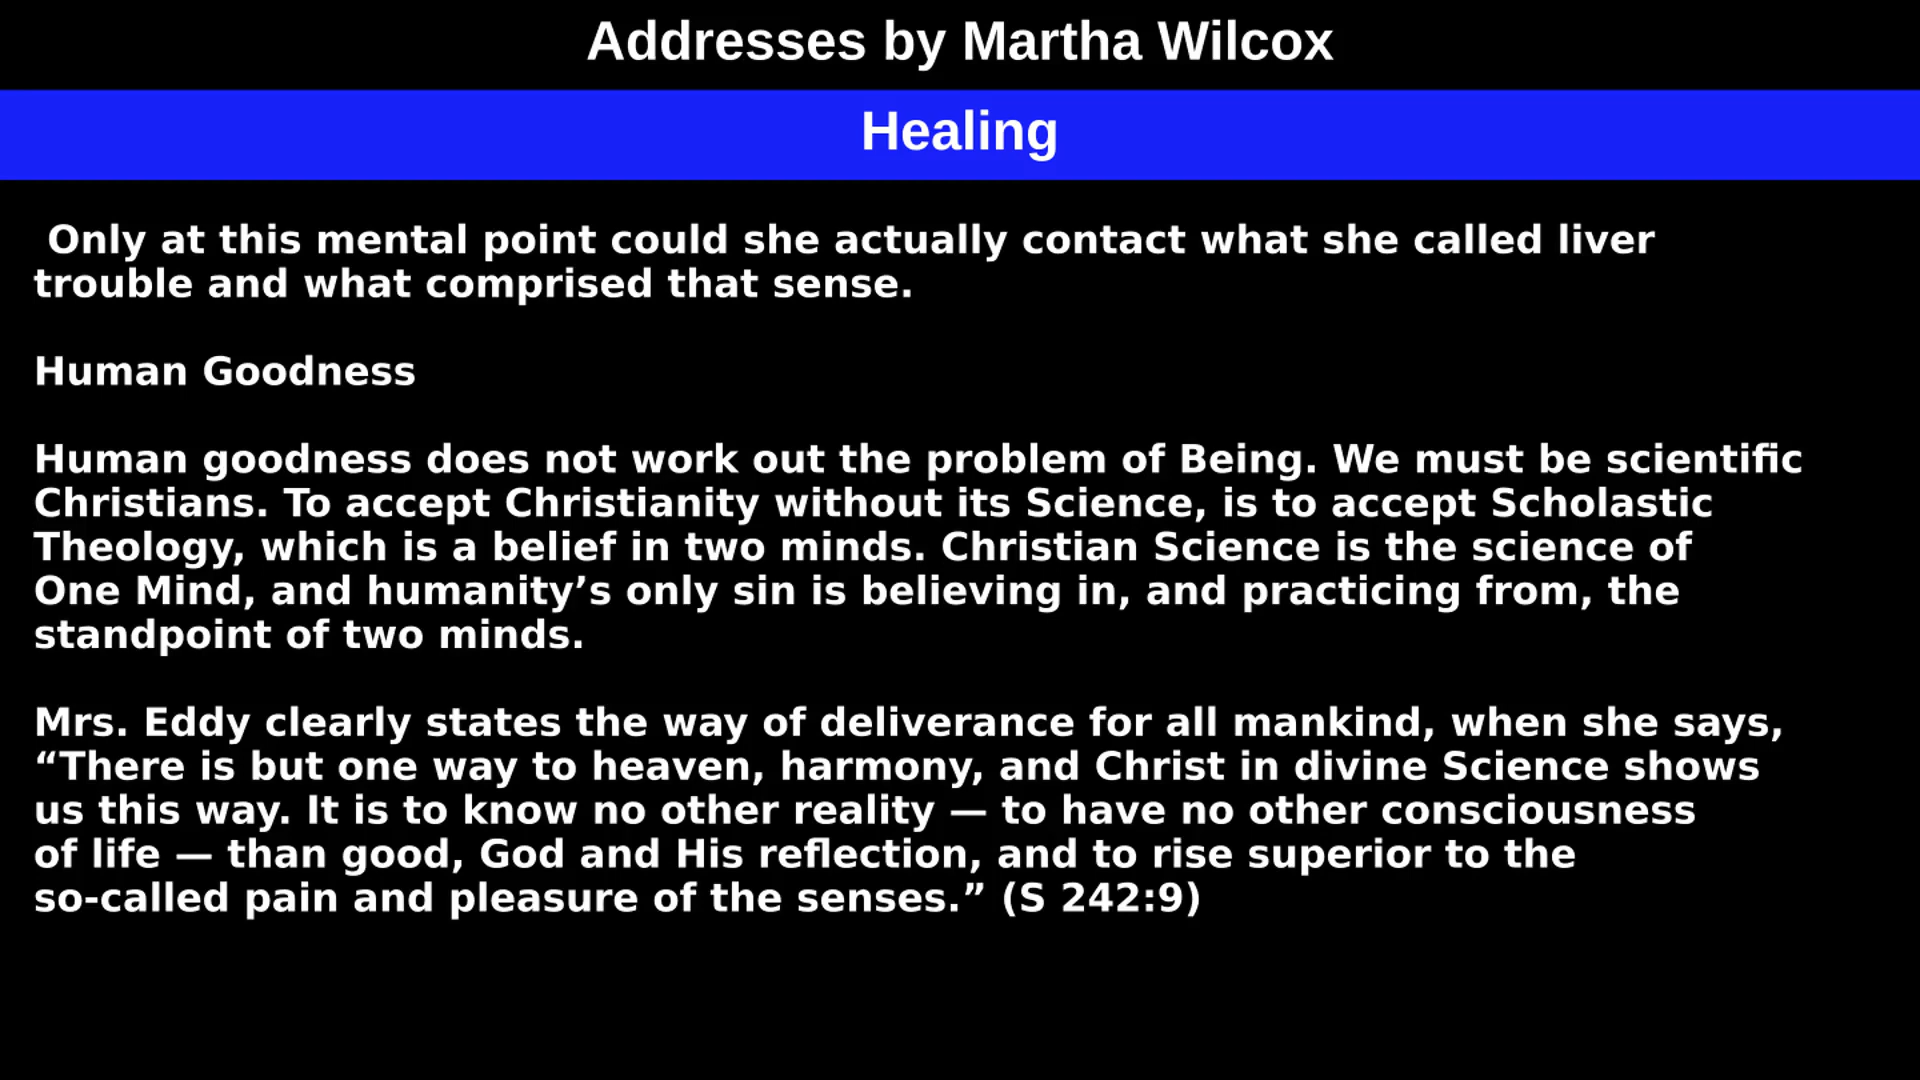 Addresses by Martha Wilcox
Healing
Only at this mental point could she actually contact what she called liver
trouble and what comprised that sense.
Human Goodness
Human goodness does not work out the problem of Being. We must be scientific
Christians. To accept Christianity without its Science, is to accept Scholastic
Theology, which is a belief in two minds. Christian Science is the science of
One Mind, and humanity’s only sin is believing in, and practicing from, the
standpoint of two minds.
Mrs. Eddy clearly states the way of deliverance for all mankind, when she says,
“There is but one way to heaven, harmony, and Christ in divine Science shows
us this way. It is to know no other reality — to have no other consciousness
of life — than good, God and His reflection, and to rise superior to the
so-called pain and pleasure of the senses.” (S 242:9)